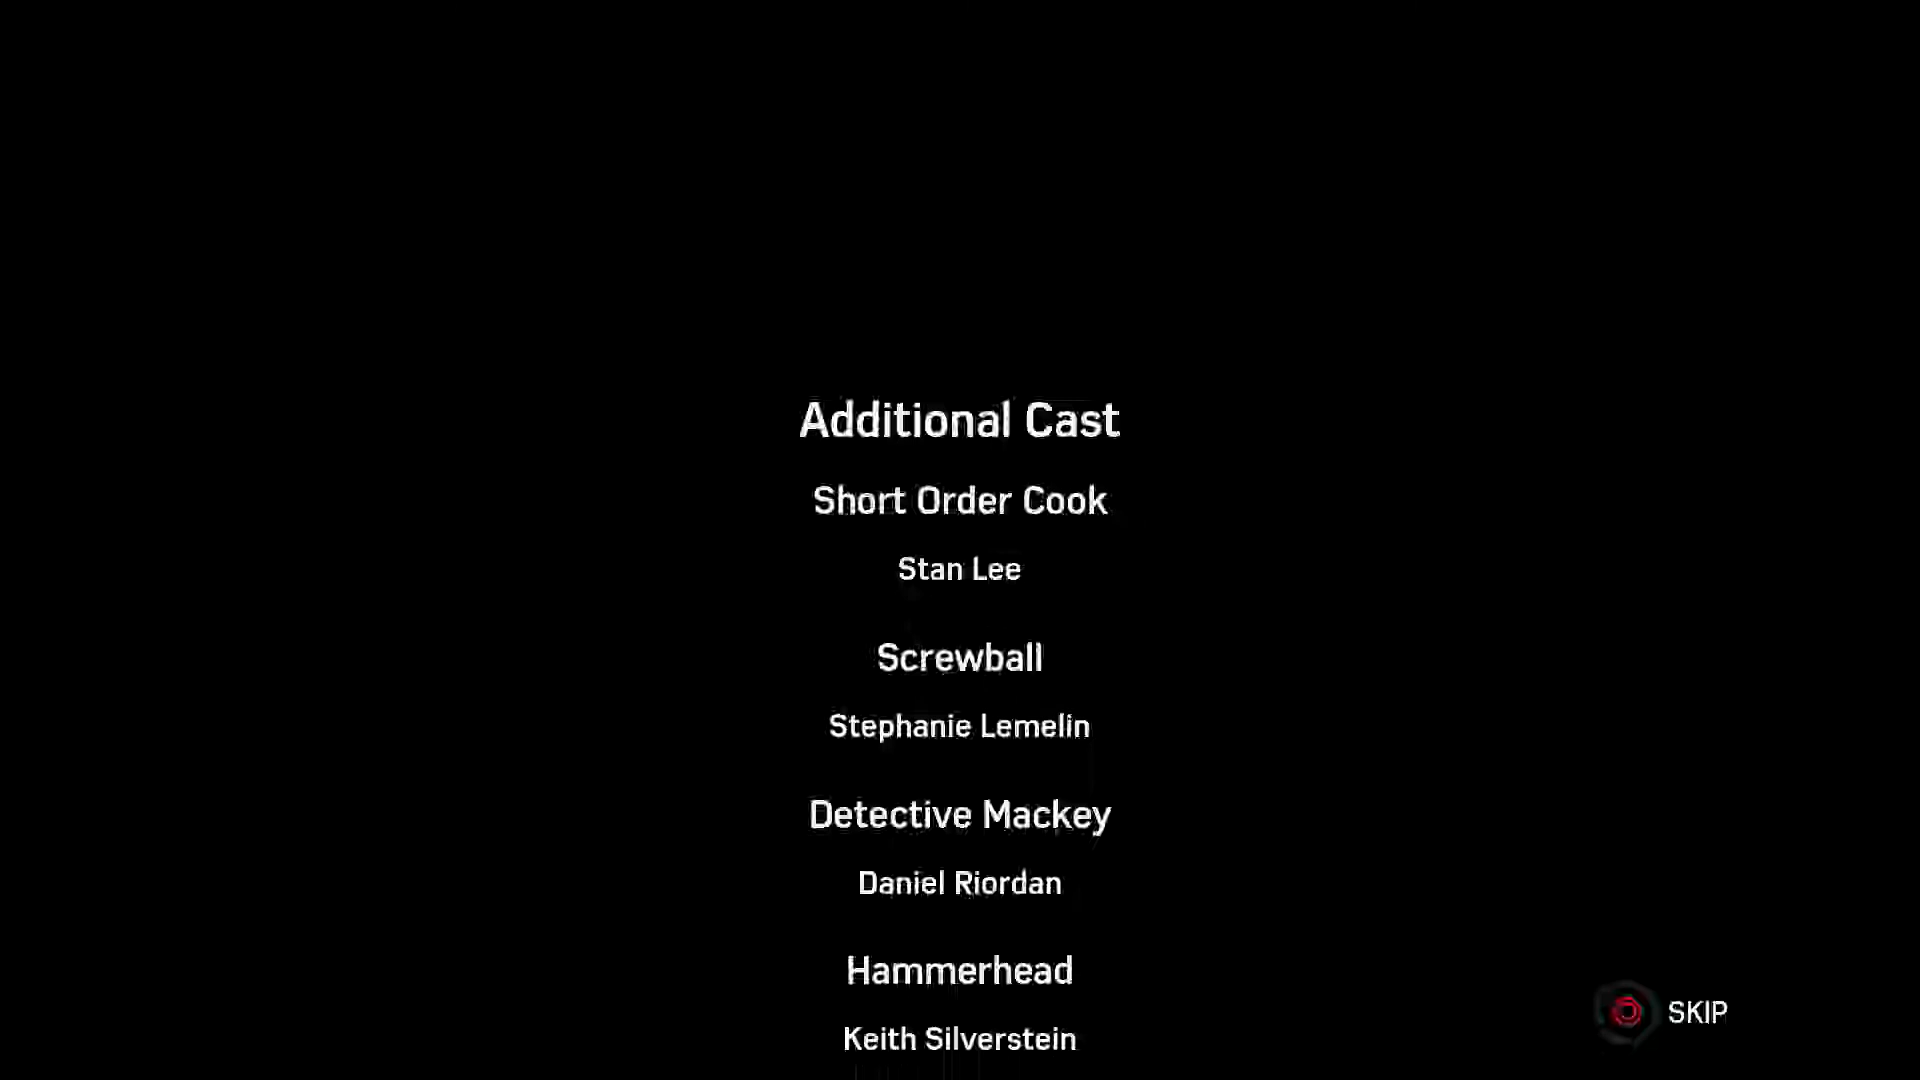 Additional Cast
Short Order Cook
Stan Lee
Screwball
Stephanie Lemelin
Detective Mackey
Daniel Riordan
Hammerhead
Keith Silverstein
SKIP